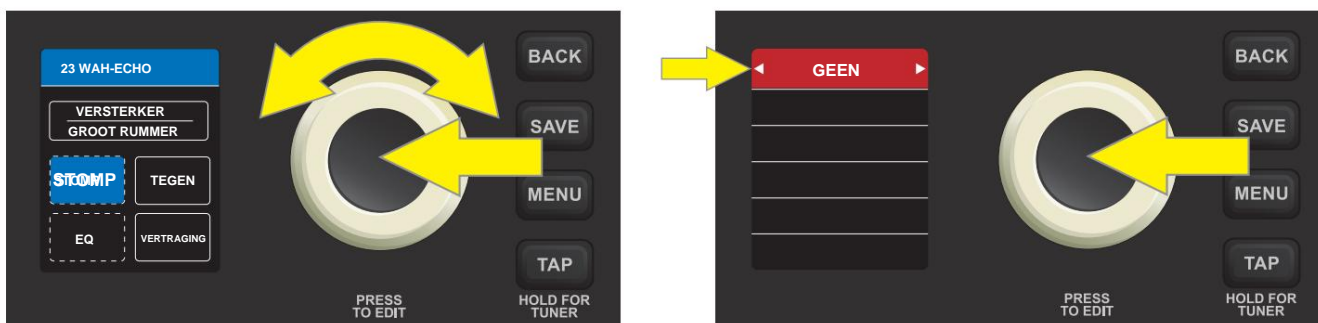 23 WAH-ECHO
VERSTERKER
GROOT RUMMER
STOMP
TEGEN
EQ
VERTRAGING
BACK
SAVE
MENU
TAP
PRESS
TO EDIT
HOLD FOR
TUNER
GEEN
BACK
SAVE
MENU
TAP
PRESS
TO EDIT
HOLD FOR
TUNER